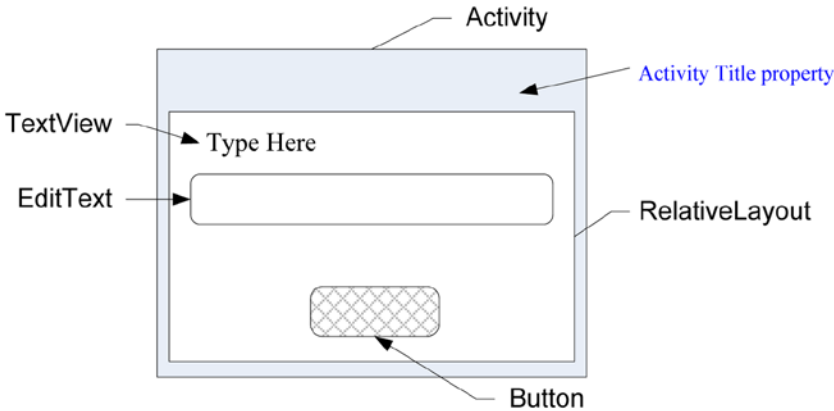 Activity
Activity Title property
TextView
Type Here
EditText
RelativeLayout
Button